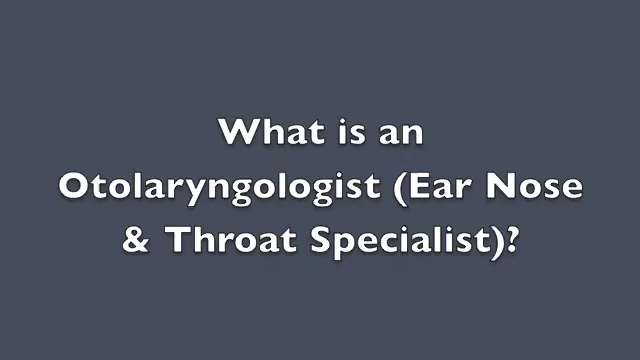 What is an
Otolaryngologist (Ear Nose
& Throat Specialist)?